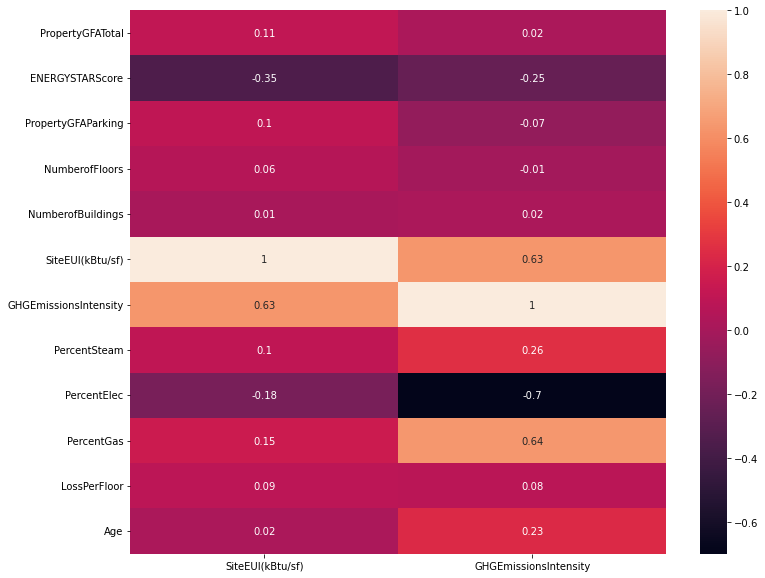 PropertyGFATotal 0.11 0.02
ENERGYSTARScore -0.35 -0.25
PropertyGFAParking 0.1 -0.07
NumberofFloors 0.06 -0.01
NumberofBuildings 0.01 0.02
SiteEUI(kBtu/sf) 1 0.63
GHGEmissionsIntensity 0.63 1
PercentSteam 0.1 0.26
PercentElec -0.18 -0.7
PercentGas 0.15 0.64
LossPerFloor 0.09 0.08
Age 0.02 0.23
SiteEUI(kBtu/sf) GHGEmissionsIntensity
1.0
0.8
0.6
0.4
0.2
0.0
−0.2
−0.4
−0.6